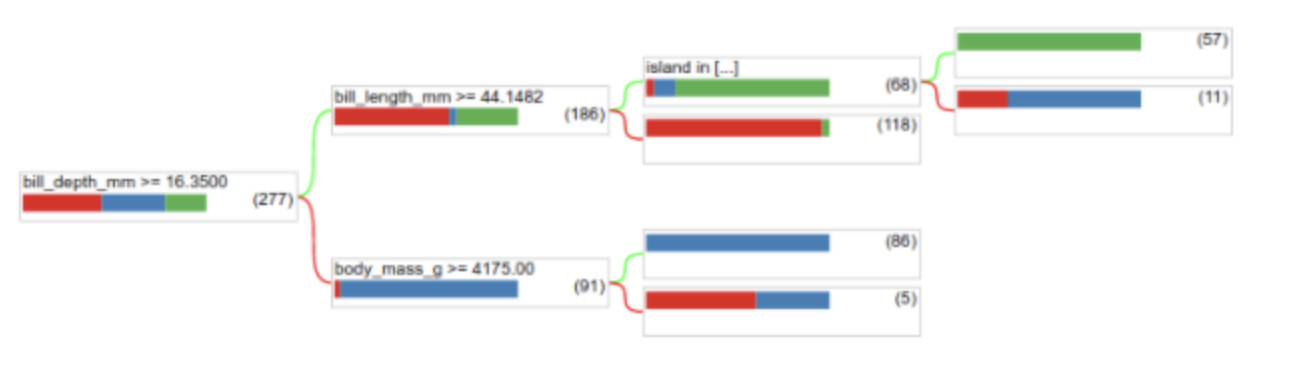 bill_depth_mm >= 16.3500
(277)
bill_length_mm >= 44.1482
(186)
island in [...]
(68)
(57)
(11)
(118)
body_mass_g >= 4175.00
(91)
(86)
(5)